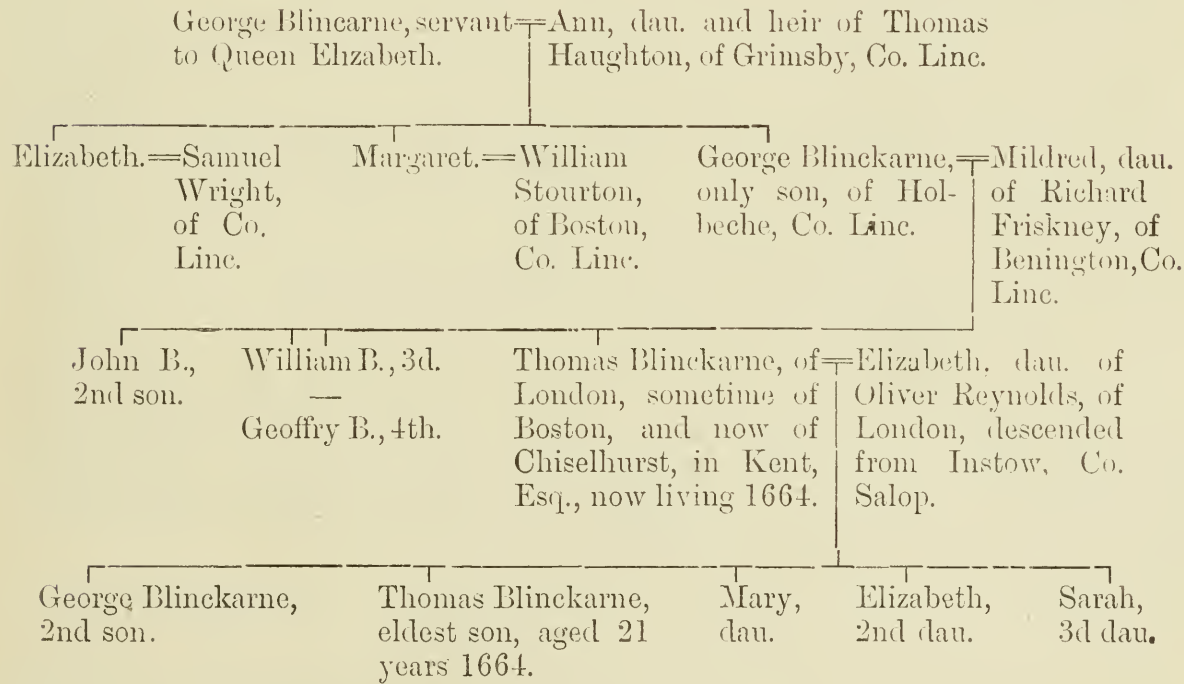 George Blincarne, servant=Ann, dau. and heir of Thomas
to Queen Elizabeth. Haughton, of Grimsby, Co. Linc.
Elizabeth.=Samuel
Wright,
of Co.
Linc.
Margaret.=William
Stourton,
of Boston,
Co. Linc.
George Blinckarne,=Mildred, dau.
only son, of Hol- of Richard
beche, Co. Linc. Friskney, of
Benington, Co.
Linc.
John B.,
2nd son.
William B., 3d.
—
Geoffry B., 4th.
Thomas Blinckarne, of=Elizabeth, dau. of
London, sometime of Oliver Reynolds, of
Boston, and now of London, descended
Chiselhurst, in Kent, from Instow, Co.
Esq., now living 1664. Salop.
George Blinckarne,
2nd son.
Thomas Blinckarne,
eldest son, aged 21
years 1664.
Mary,
dau.
Elizabeth,
2nd dau.
Sarah,
3d dau.